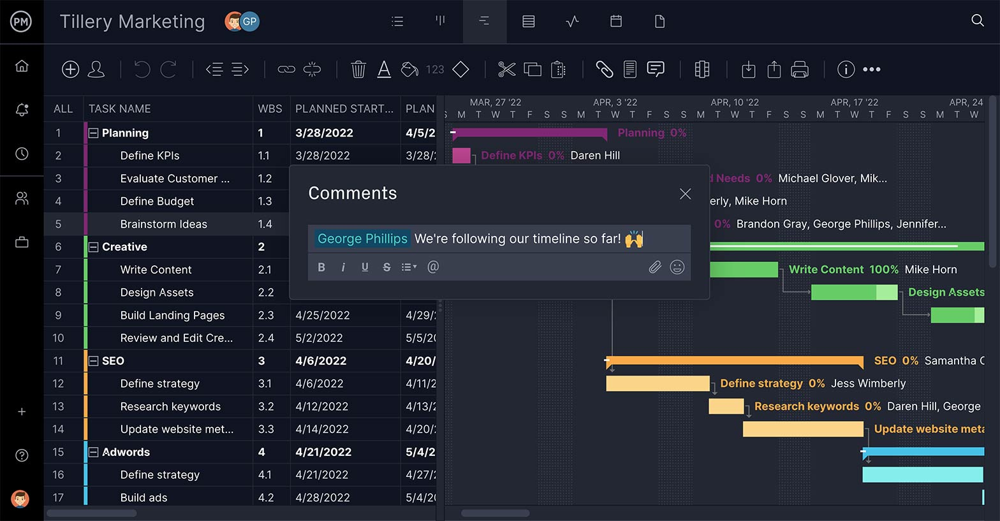 PM Tillery Marketing GP
123
ALL TASK NAME WBS PLANNED START... PLAN
MAR, 27 '22 APR, 3 '22 APR, 10 '22 APR, 17 '22 APR, 24
S M T W T F S S M T W T F S S M T W T F S S M T W T F S S M T W
1 Planning 1 3/28/2022 4/5/2 Planning 0%
2 Define KPIs 1.1 3/28/2022 3/28/ Define KPIs 0% Daren Hill
3 Evaluate Customer ... 1.2 d Needs 0% Michael Glover, Mik...
4 Define Budget 1.3 erly, Mike Horn
5 Brainstorm Ideas 1.4 0% Brandon Gray, George Phillips, Jennifer...
Comments
George Phillips We're following our timeline so far! 🙌
B i U S @
6 Creative 2
7 Write Content 2.1 Write Content 100% Mike Horn
8 Design Assets 2.2 Design Assets
9 Build Landing Pages 2.3 4/25/2022 4/29/
10 Review and Edit Cre... 2.4 5/2/2022 5/5/20
11 SEO 3 4/6/2022 4/20/ SEO 0% Samantha C
12 Define strategy 3.1 4/6/2022 4/11/2 Define strategy 0% Jess Wimberly
13 Research keywords 3.2 4/12/2022 4/13/2 Research keywords 0% Daren Hill, George
14 Update website met... 3.3 4/14/2022 4/20/ Update website meta
15 Adwords 4 4/21/2022 5/4/2
16 Define strategy 4.1 4/21/2022 4/27/
17 Build ads 4.2 4/28/2022 5/4/20